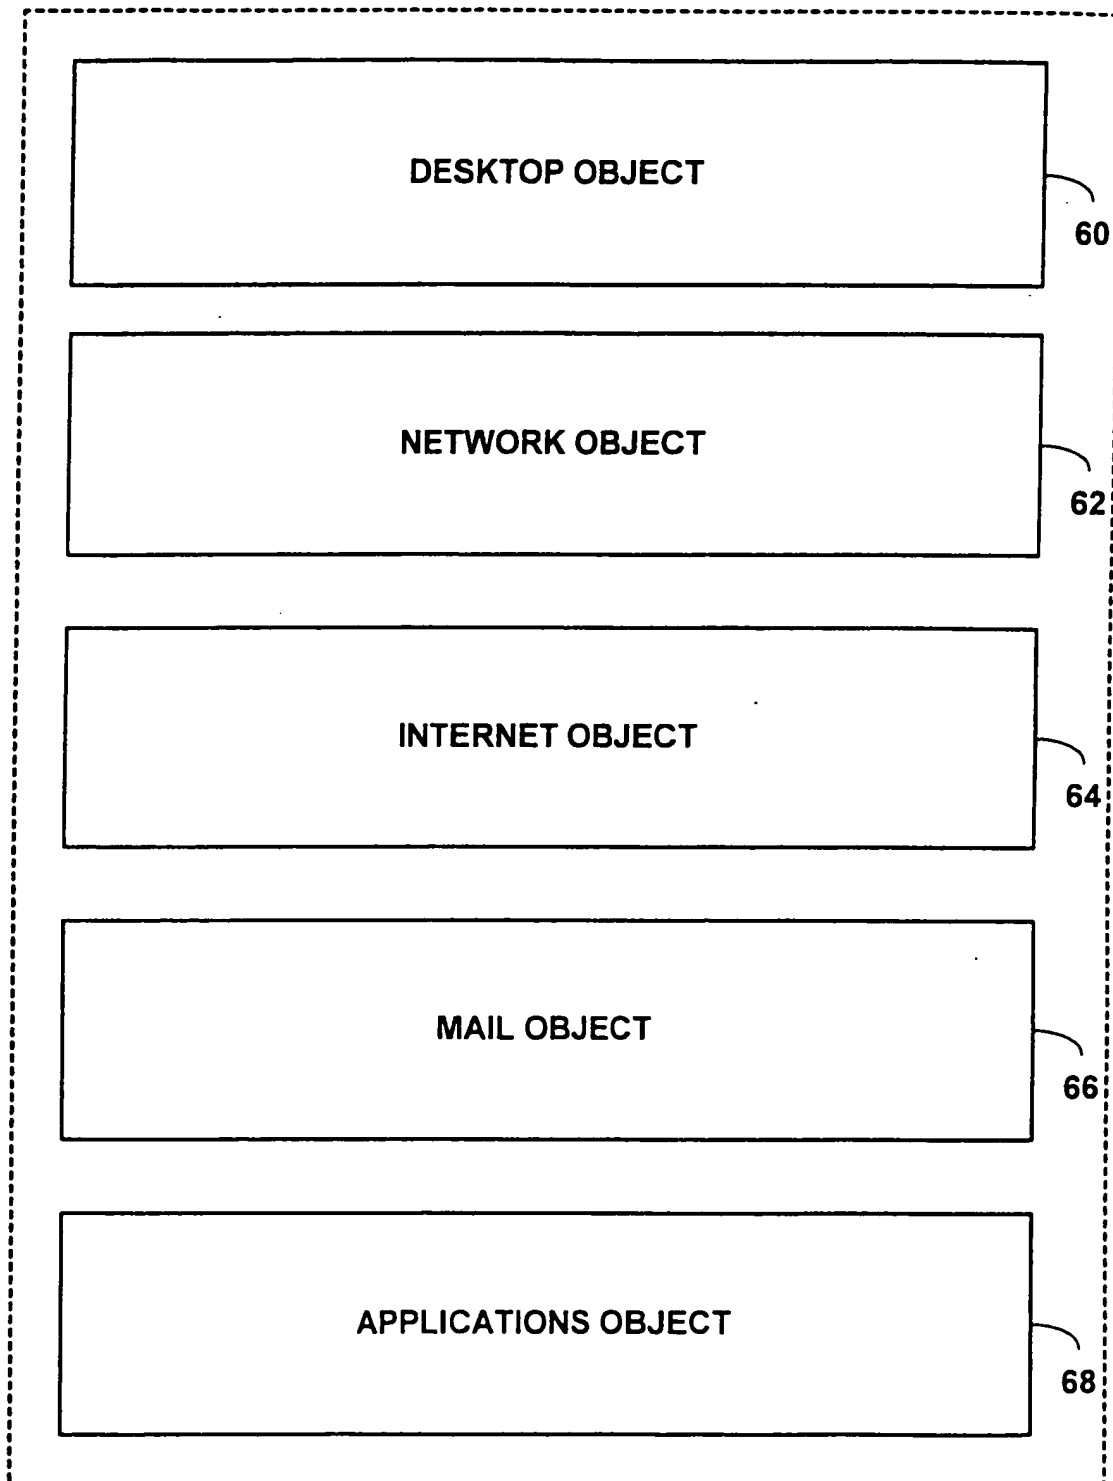 DESKTOP OBJECT
60
NETWORK OBJECT
62
INTERNET OBJECT
64
MAIL OBJECT
66
APPLICATIONS OBJECT
68